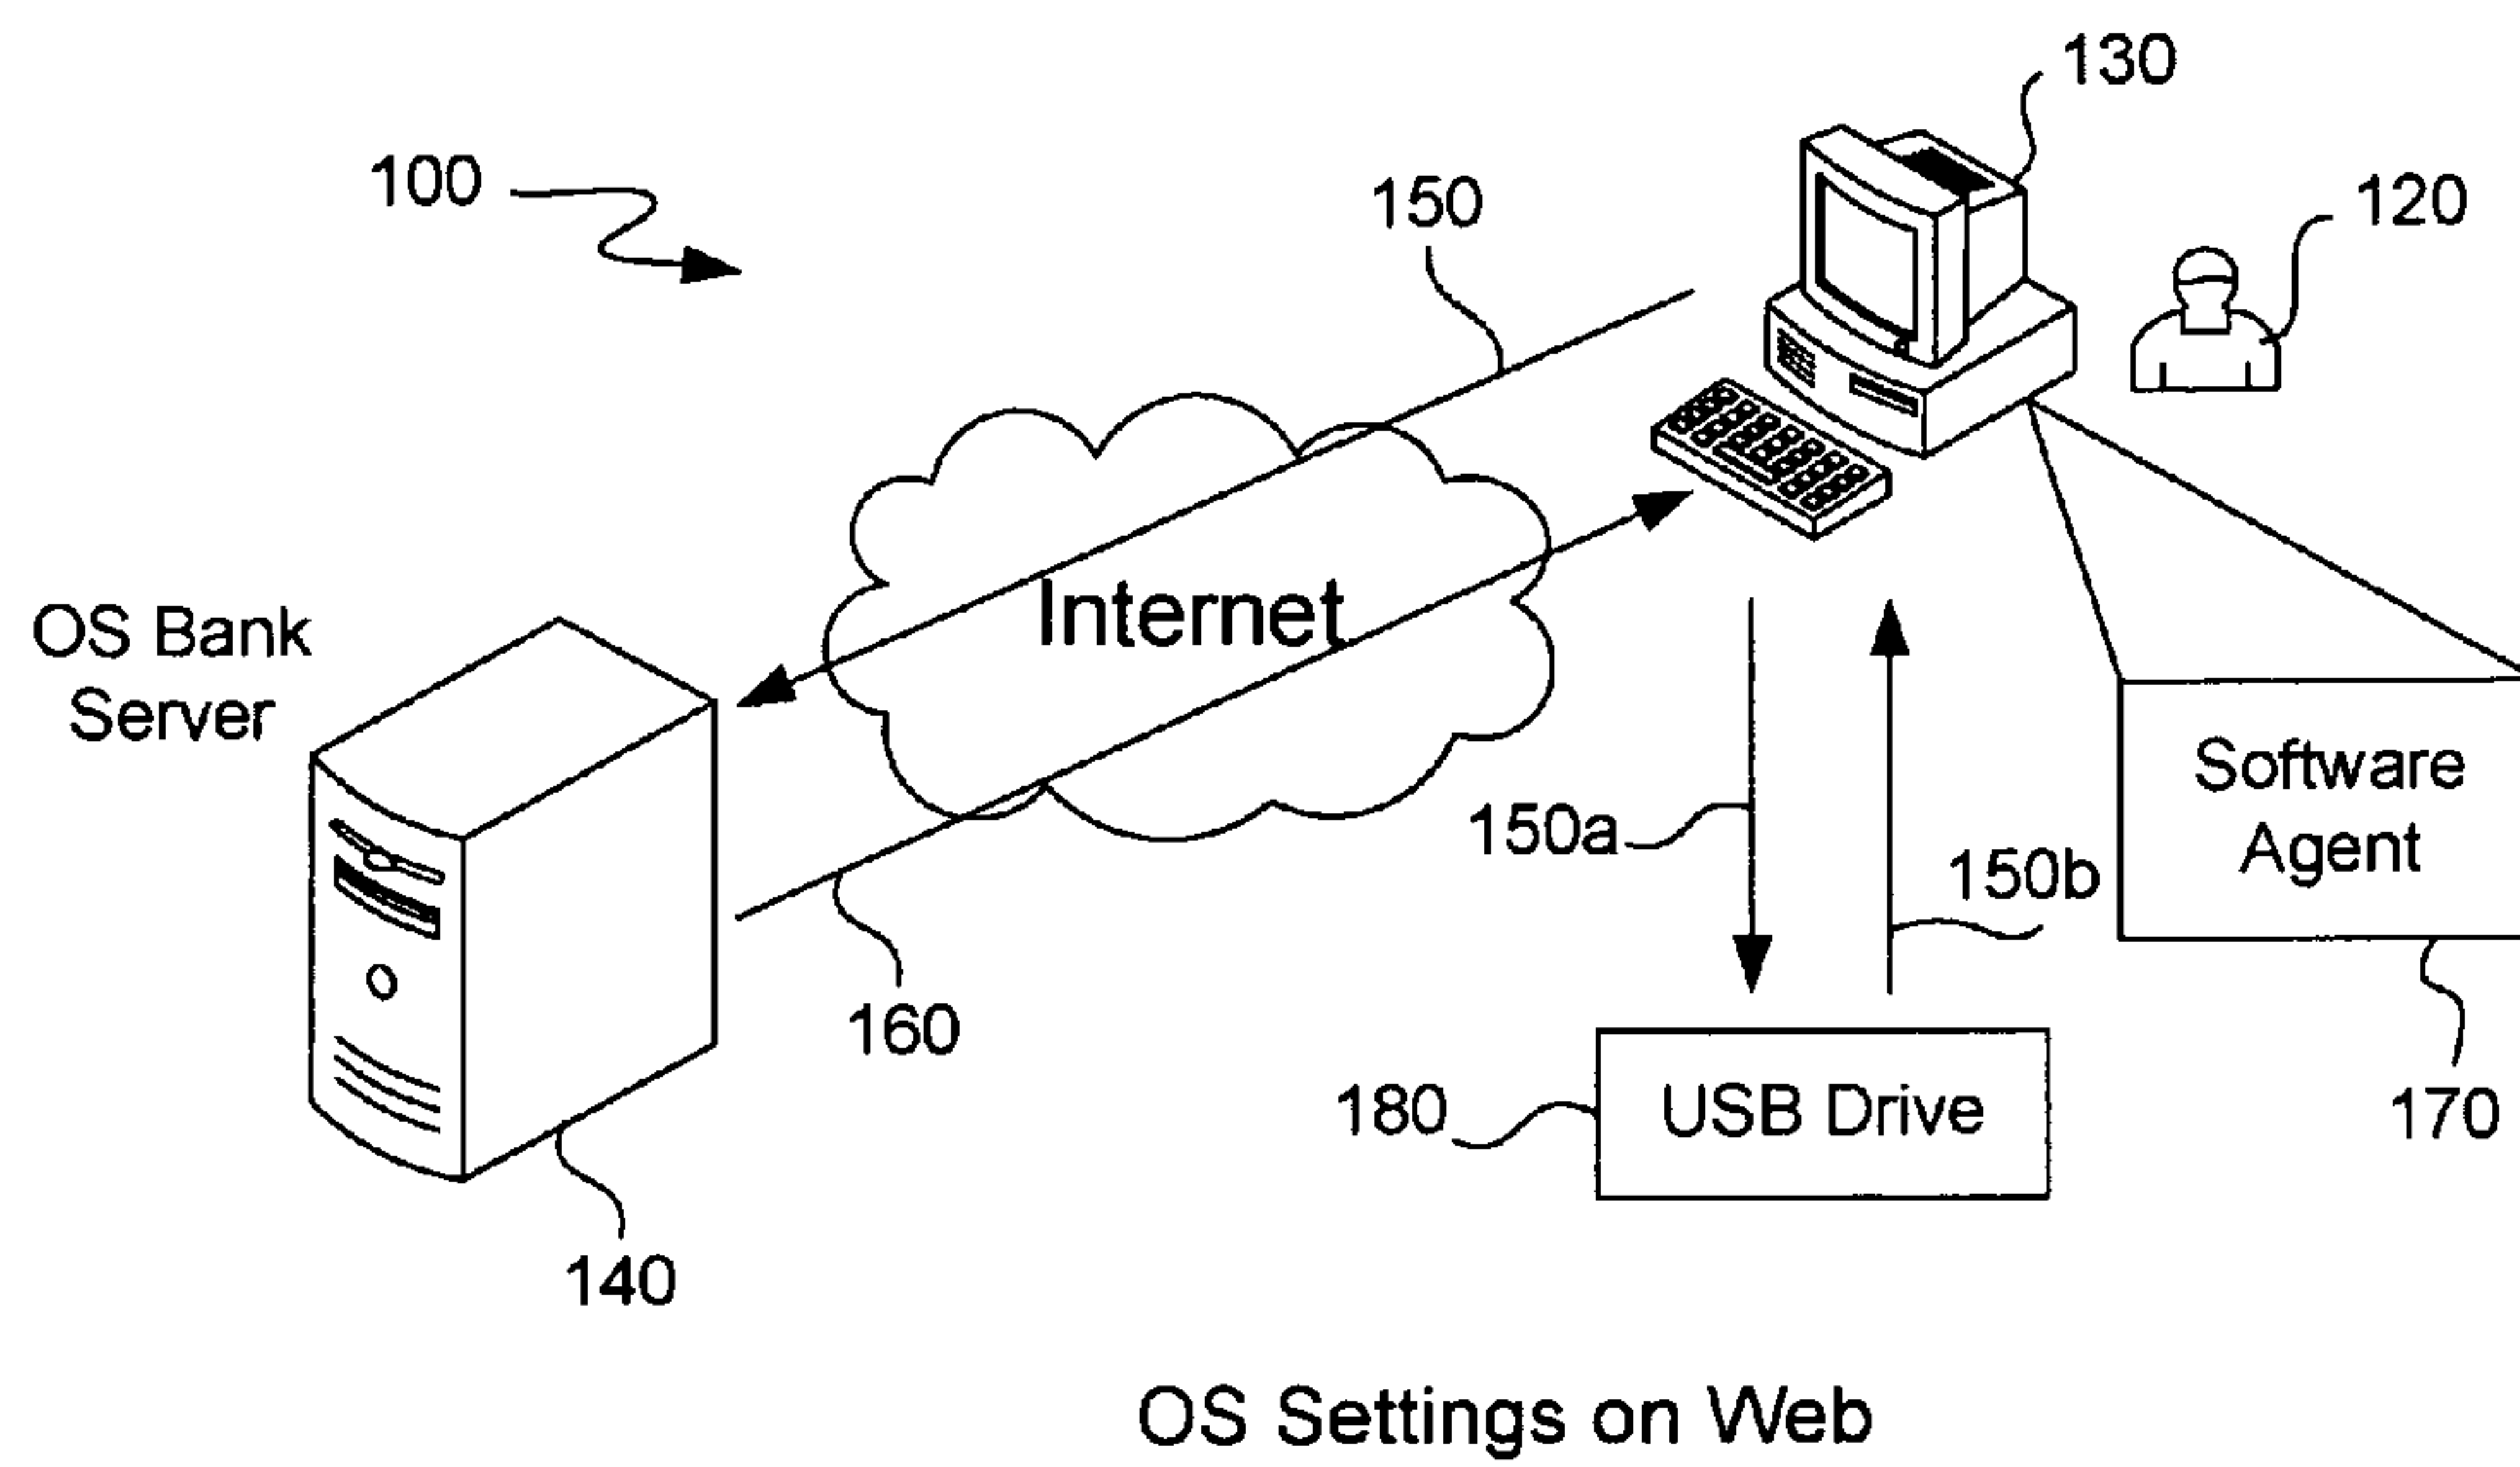 130
100
150
120
OS Bank
Server
Internet
Software
Agent
150a
150b
160
180
USB Drive
170
140
OS Settings on Web